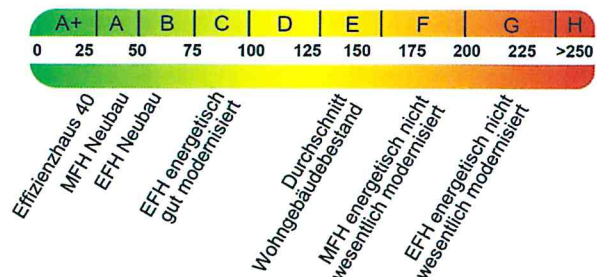 A+ A B C D E F G H
0 25 50 75 100 125 150 175 200 225 >250
Effizienzhaus 40
MFH Neubau
EFH Neubau
EFH energetisch
gut modernisiert
Durchschnitt
Wohngebäudebestand
MFH energetisch nicht
wesentlich modernisiert
EFH energetisch nicht
wesentlich modernisiert